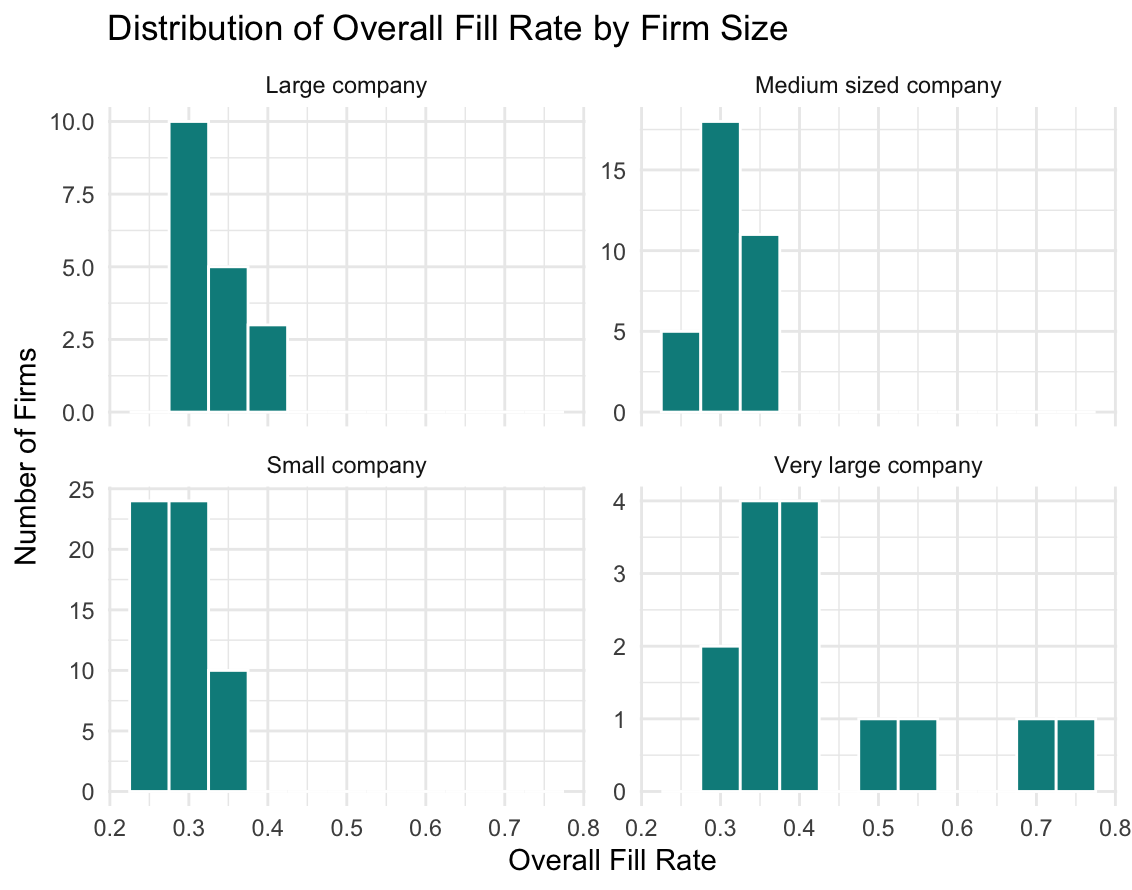 Distribution of Overall Fill Rate by Firm Size
Large company
Medium sized company
10.0
7.5
5.0
2.5
0.0
15
10
5
0
Small company
Very large company
25
20
15
10
5
0
4
3
2
1
0
0.2 0.3 0.4 0.5 0.6 0.7 0.8
0.2 0.3 0.4 0.5 0.6 0.7 0.8
Overall Fill Rate
Number of Firms